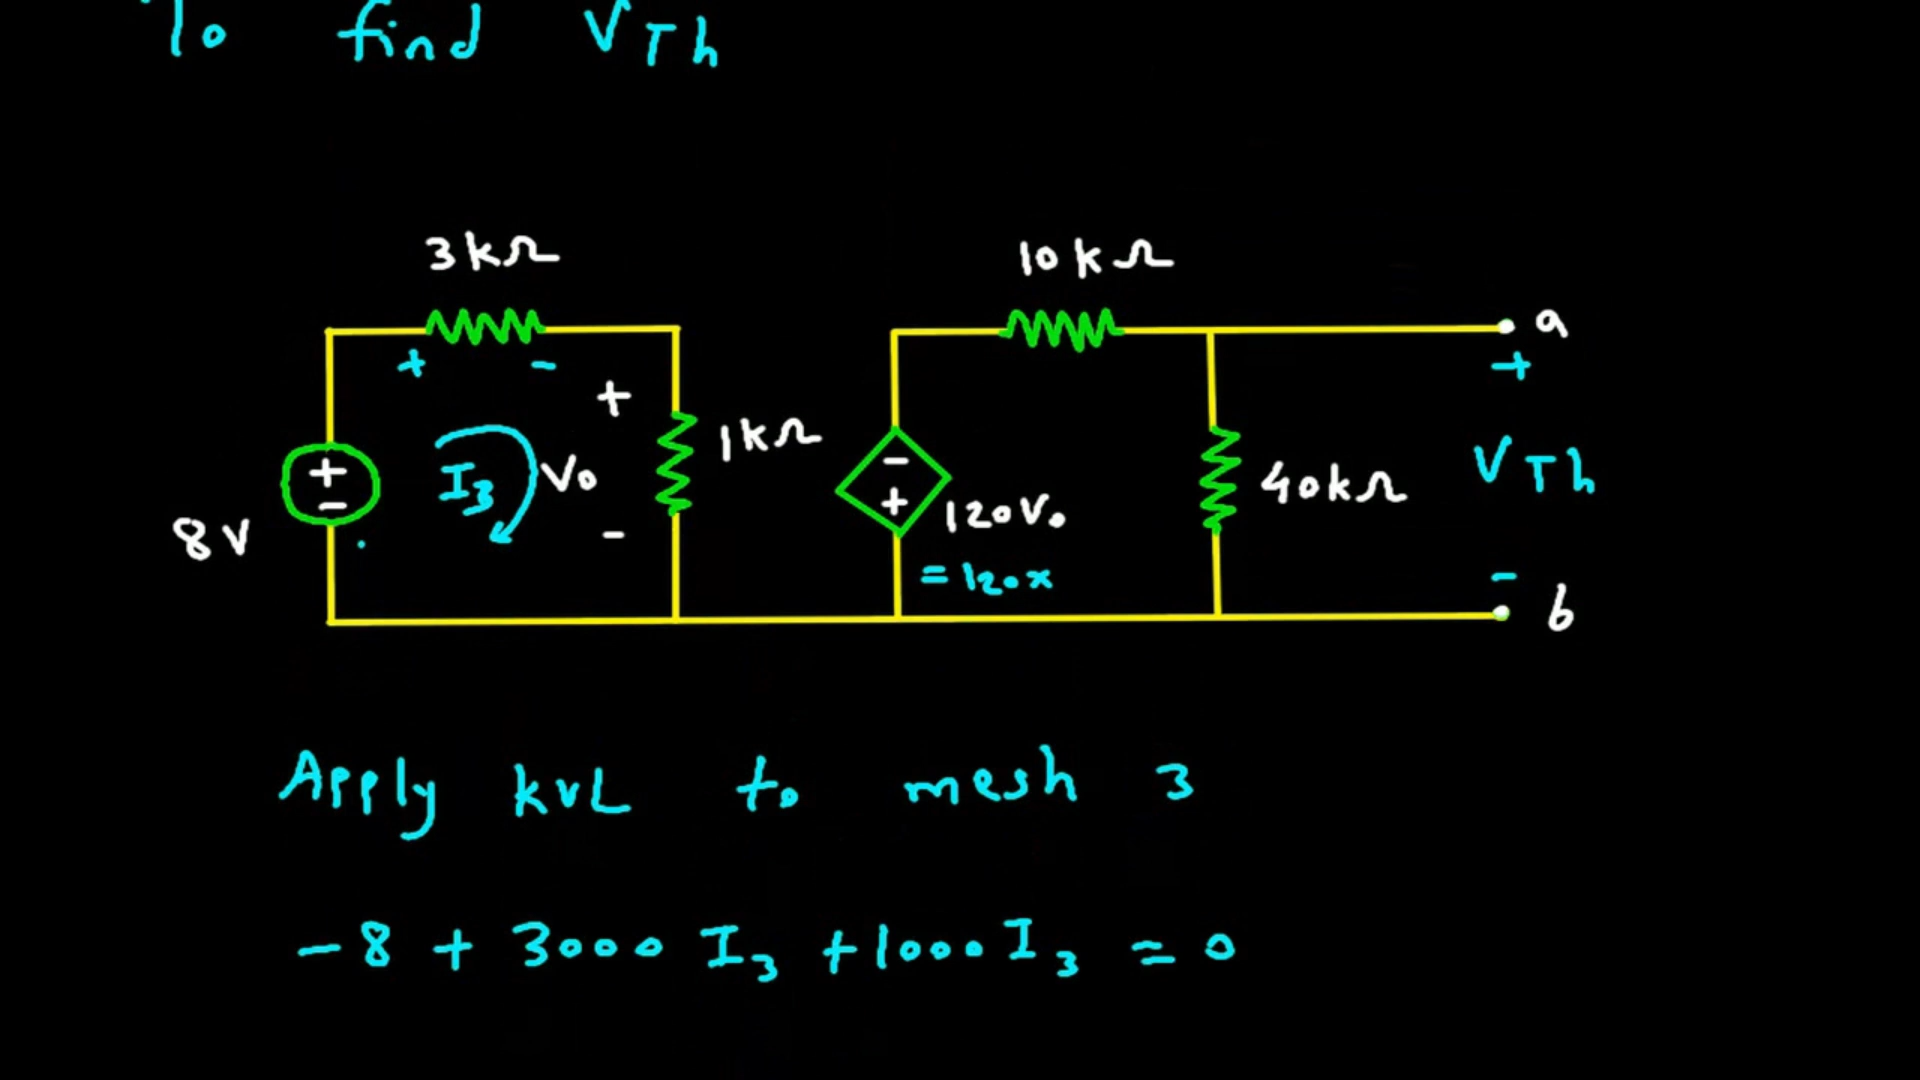 To find VTh
3kΩ 10kΩ
+ - + a
+
8V + - I3 Vo 1kΩ - + 120Vo 40kΩ VTh
= 120x
- - b
Apply kVL to mesh 3
-8 + 3000 I3 + 1000 I3 = 0